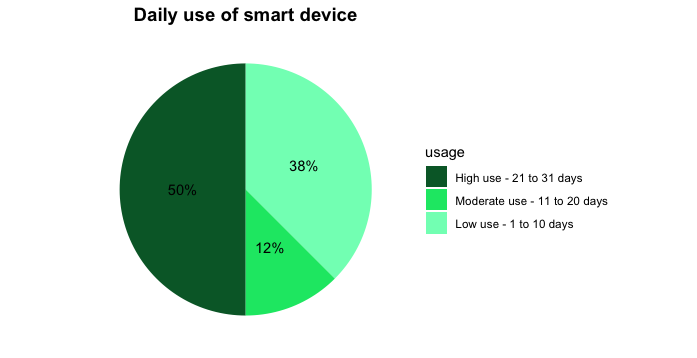 Daily use of smart device
38%
50%
12%
usage
High use - 21 to 31 days
Moderate use - 11 to 20 days
Low use - 1 to 10 days